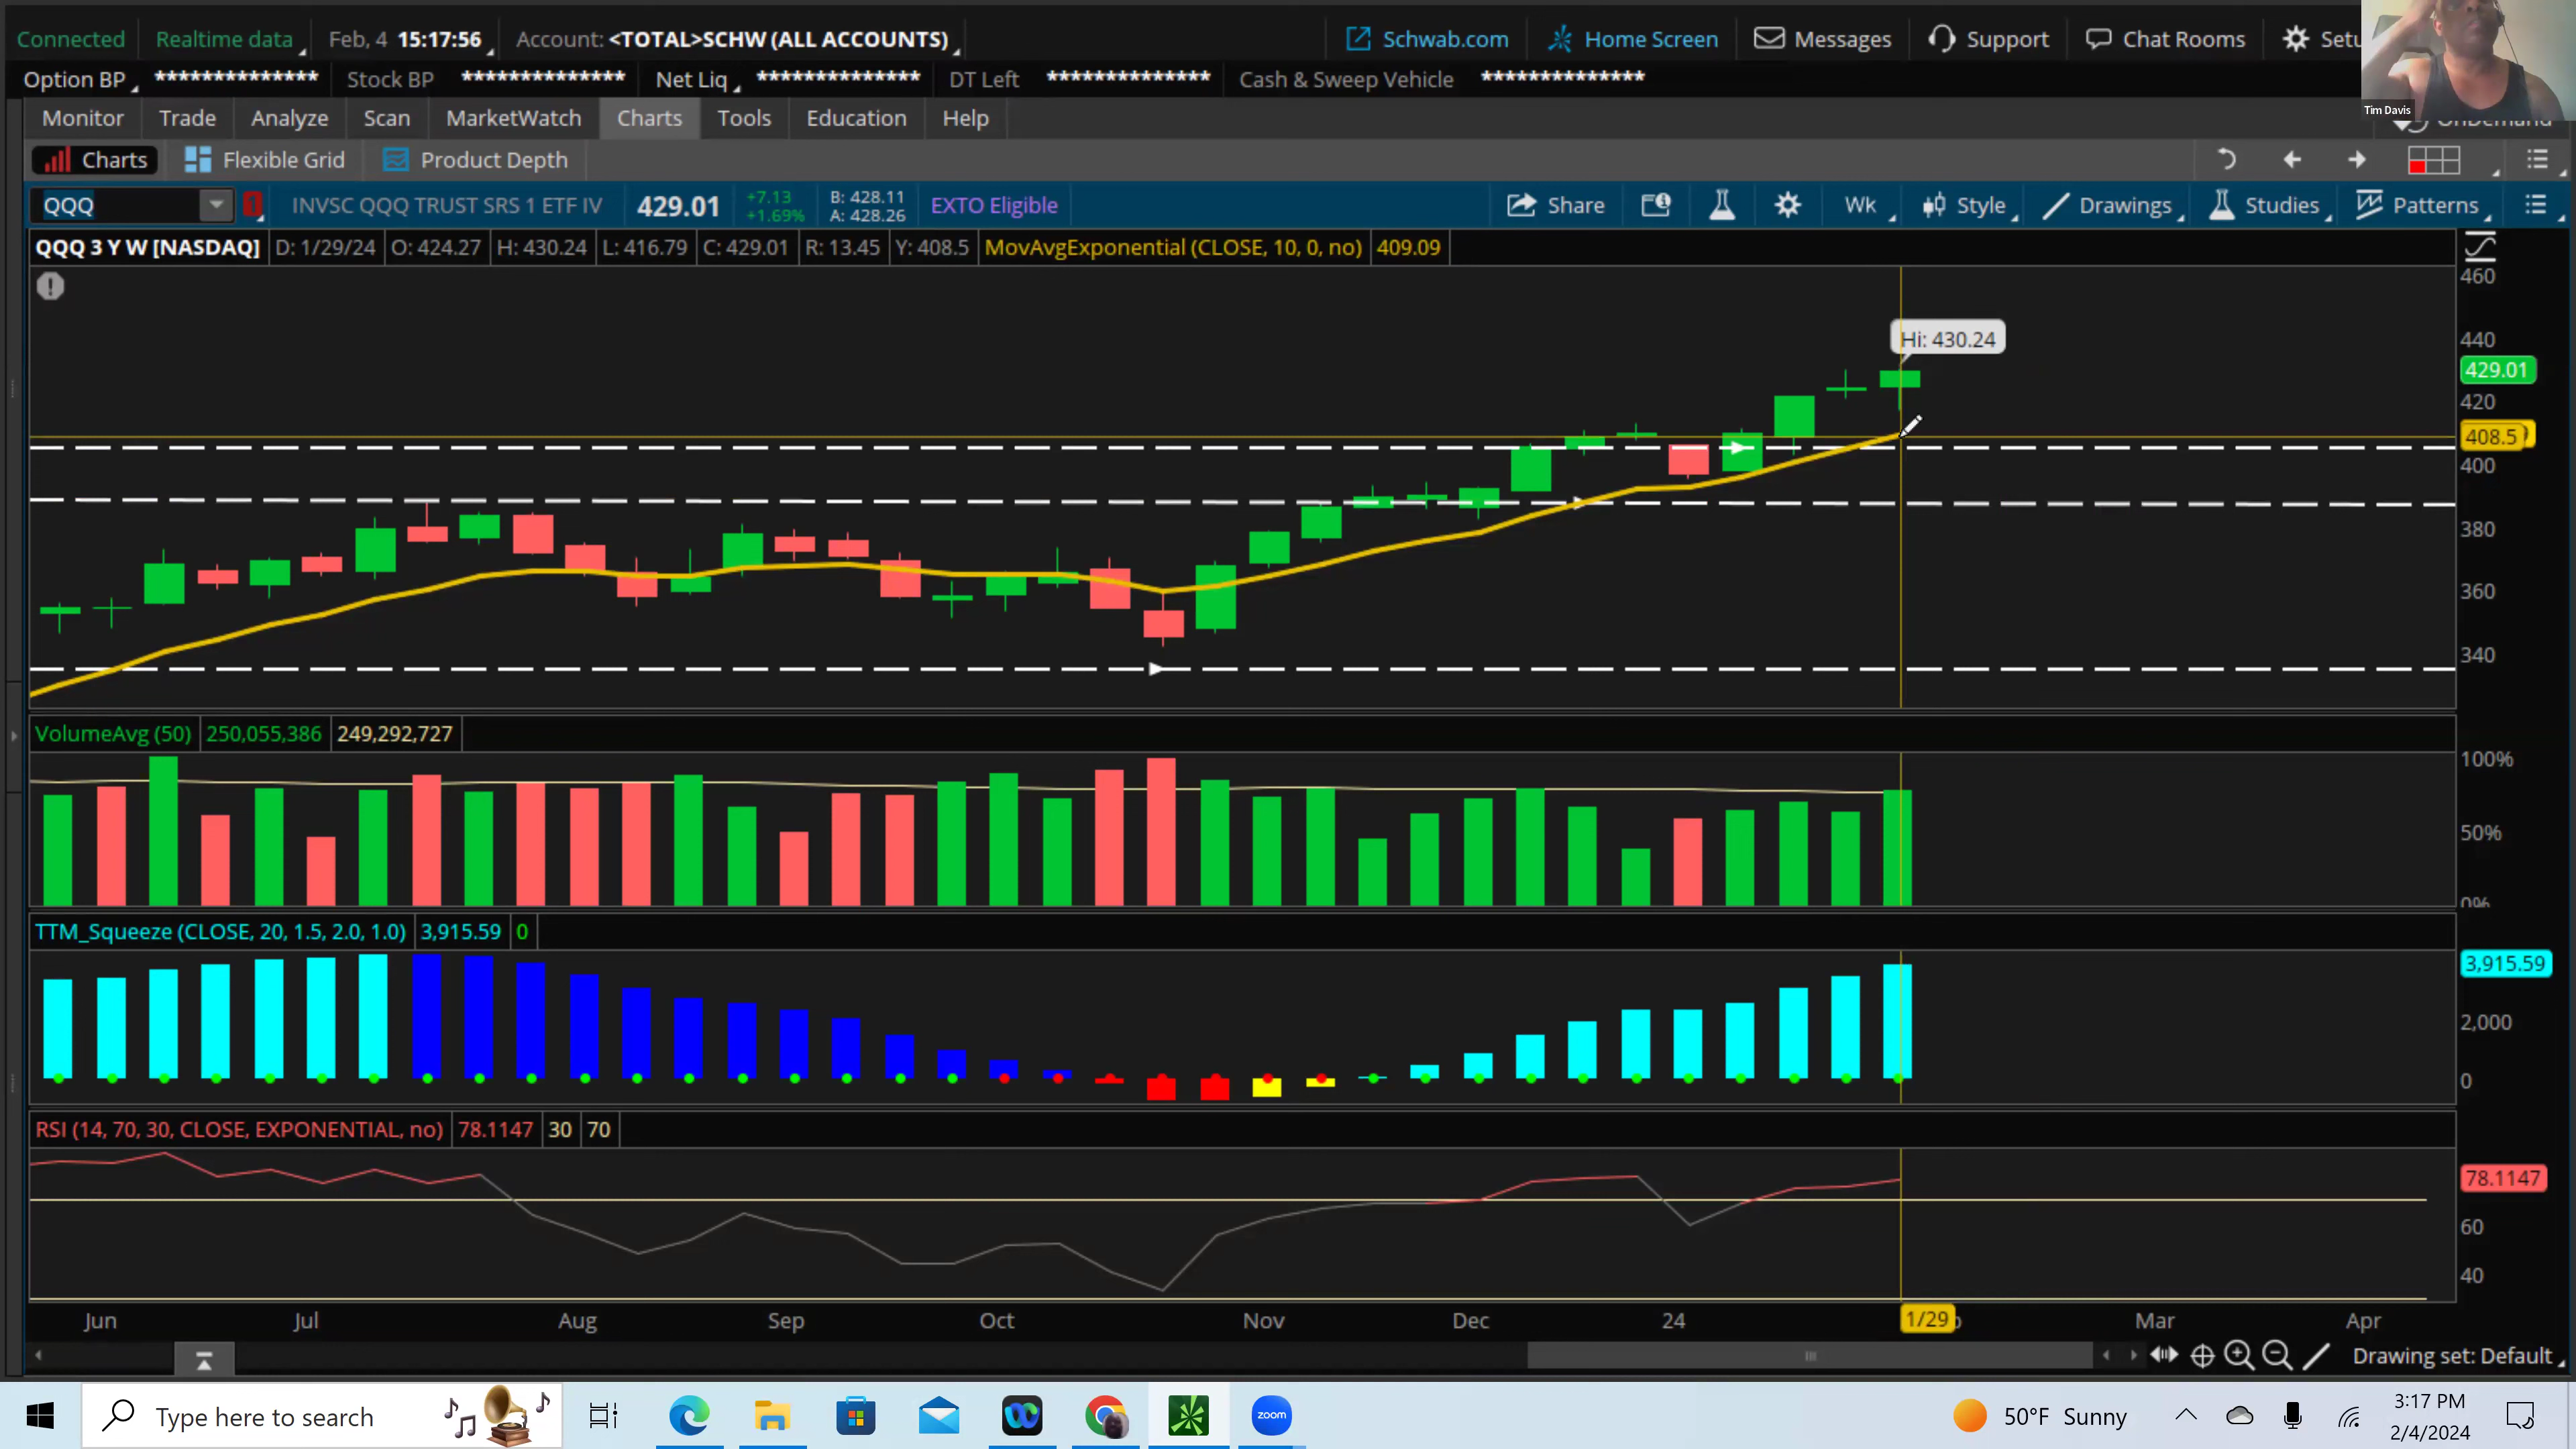 Connected Realtime data Feb, 4 15:17:56 Account: <TOTAL>SCHW (ALL ACCOUNTS) Schwab.com Home Screen Messages Support Chat Rooms Setu
Option BP ************** Stock BP ************** Net Liq ************** DT Left ************** Cash & Sweep Vehicle **************
Tim Davis
Monitor Trade Analyze Scan MarketWatch Charts Tools Education Help OnDemand
Charts Flexible Grid Product Depth
QQQ 1 INVSC QQQ TRUST SRS 1 ETF IV 429.01 +7.13 B: 428.11 EXTO Eligible Share Wk Style Drawings Studies Patterns
+1.69% A: 428.26
QQQ 3 Y W [NASDAQ] D: 1/29/24 O: 424.27 H: 430.24 L: 416.79 C: 429.01 R: 13.45 Y: 408.5 MovAvgExponential (CLOSE, 10, 0, no) 409.09
460
Hi: 430.24
440
429.01
420
408.5
400
380
360
340
VolumeAvg (50) 250,055,386 249,292,727
100%
50%
0%
TTM_Squeeze (CLOSE, 20, 1.5, 2.0, 1.0) 3,915.59 0
3,915.59
2,000
0
RSI (14, 70, 30, CLOSE, EXPONENTIAL, no) 78.1147 30 70
78.1147
60
40
Jun Jul Aug Sep Oct Nov Dec 24 1/29 Mar Apr
Drawing set: Default
Type here to search zoom 50°F Sunny 3:17 PM
2/4/2024